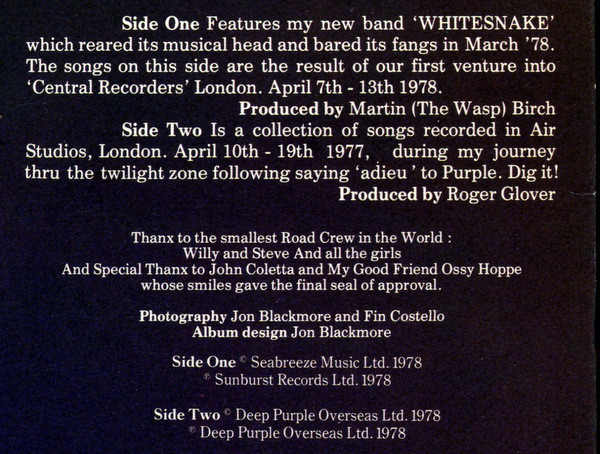 Side One Features my new band ‘WHITESNAKE’
which reared its musical head and bared its fangs in March ’78.
The songs on this side are the result of our first venture into
‘Central Recorders’ London. April 7th - 13th 1978.
Produced by Martin (The Wasp) Birch
Side Two Is a collection of songs recorded in Air
Studios, London. April 10th - 19th 1977, during my journey
thru the twilight zone following saying ‘adieu’ to Purple. Dig it!
Produced by Roger Glover
Thanx to the smallest Road Crew in the World :
Willy and Steve And all the girls
And Special Thanx to John Coletta and My Good Friend Ossy Hoppe
whose smiles gave the final seal of approval.
Photography Jon Blackmore and Fin Costello
Album design Jon Blackmore
Side One © Seabreeze Music Ltd. 1978
℗ Sunburst Records Ltd. 1978
Side Two © Deep Purple Overseas Ltd. 1978
℗ Deep Purple Overseas Ltd. 1978